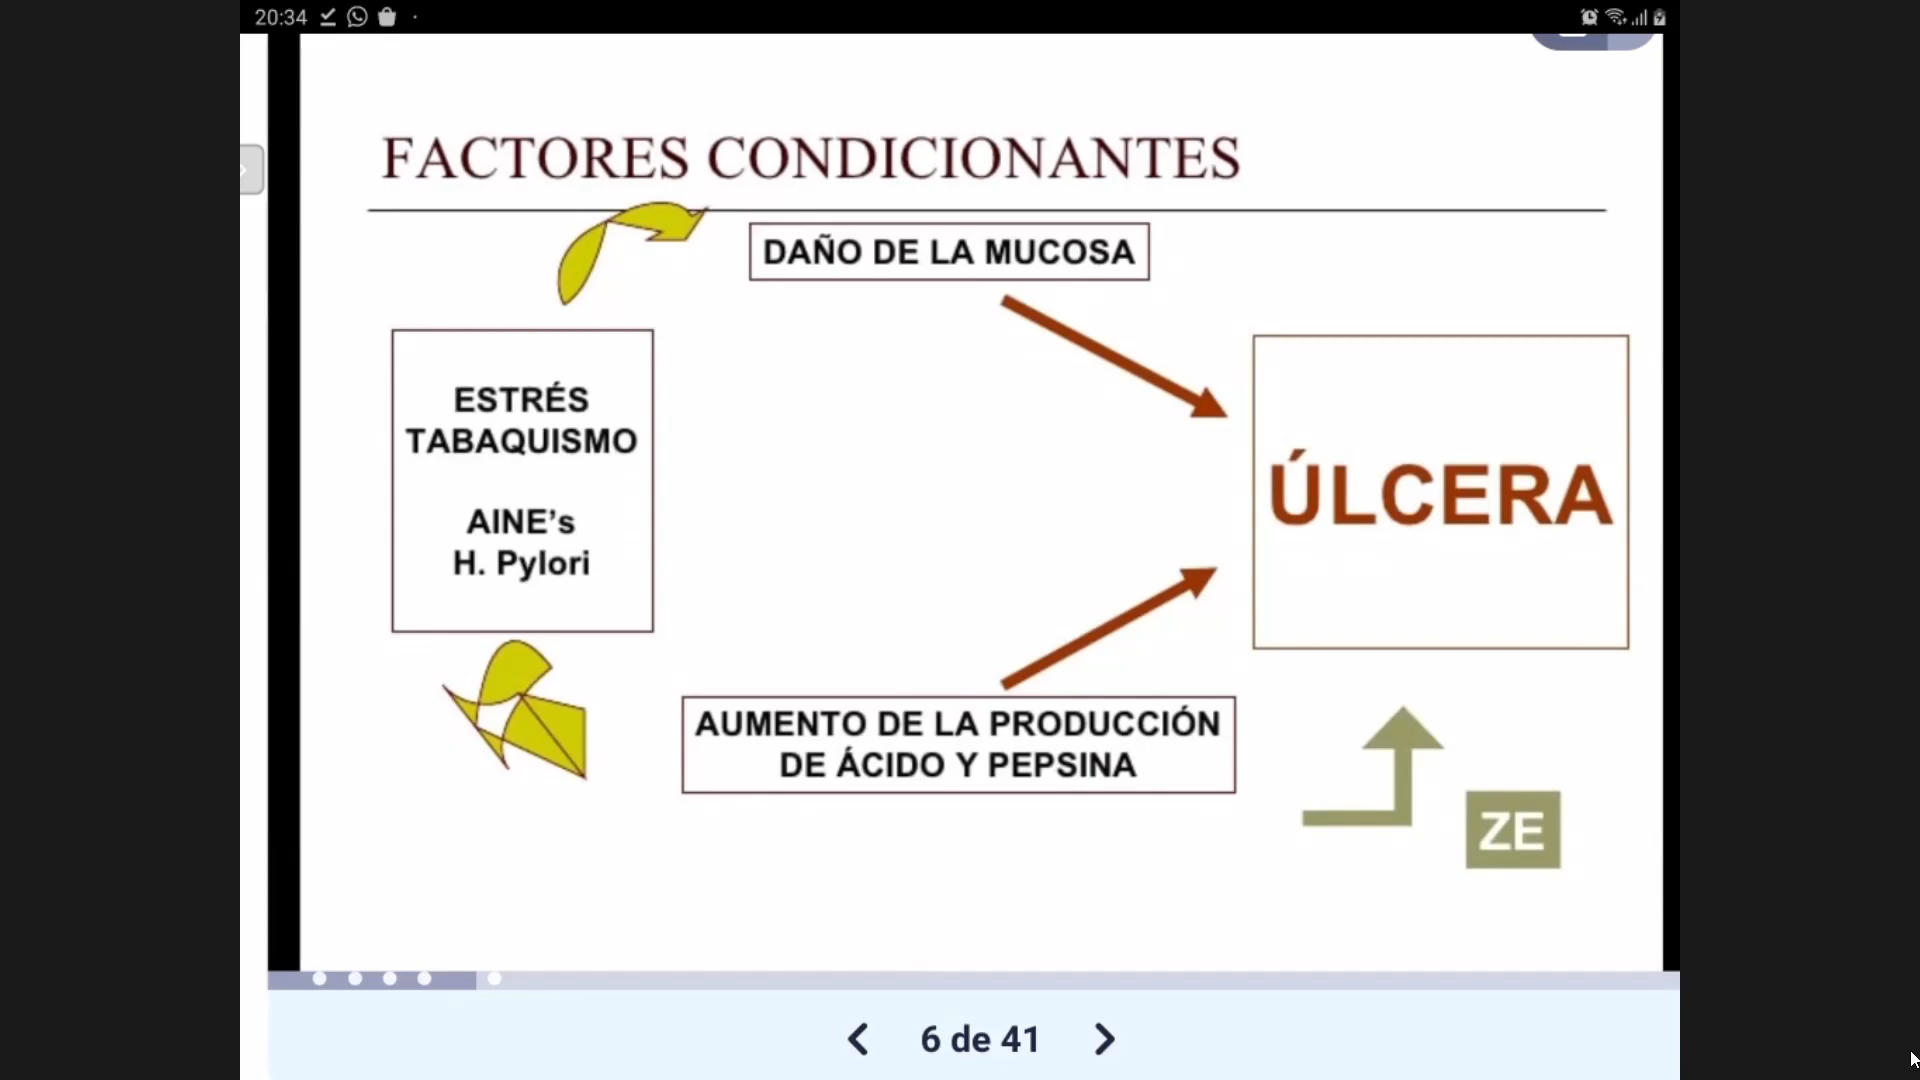 20:34
FACTORES CONDICIONANTES
DAÑO DE LA MUCOSA
ESTRÉS
TABAQUISMO
AINE’s
H. Pylori
ÚLCERA
AUMENTO DE LA PRODUCCIÓN
DE ÁCIDO Y PEPSINA
ZE
6 de 41